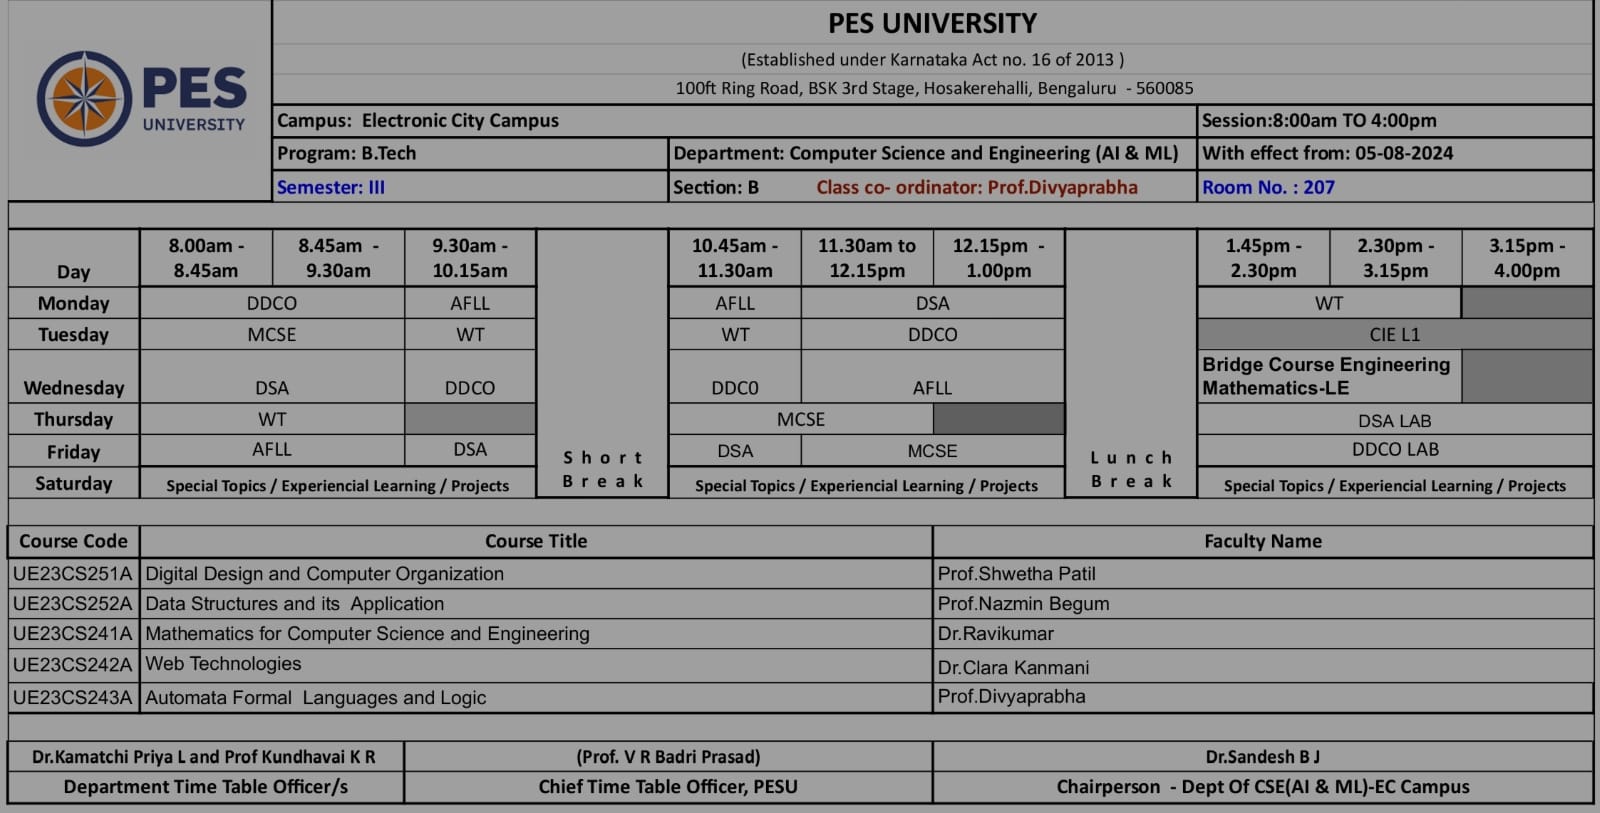 PES
UNIVERSITY
PES UNIVERSITY
(Established under Karnataka Act no. 16 of 2013 )
100ft Ring Road, BSK 3rd Stage, Hosakerehalli, Bengaluru - 560085
Campus: Electronic City Campus Session:8:00am TO 4:00pm
Program: B.Tech Department: Computer Science and Engineering (AI & ML) With effect from: 05-08-2024
Semester: III Section: B Class co- ordinator: Prof.Divyaprabha Room No. : 207
8.00am - 8.45am - 9.30am - 10.45am - 11.30am to 12.15pm - 1.45pm - 2.30pm - 3.15pm -
Day 8.45am 9.30am 10.15am 11.30am 12.15pm 1.00pm 2.30pm 3.15pm 4.00pm
Monday DDCO AFLL AFLL DSA WT
Tuesday MCSE WT WT DDCO CIE L1
Bridge Course Engineering
Wednesday DSA DDCO DDC0 AFLL Mathematics-LE
Thursday WT MCSE DSA LAB
Friday AFLL DSA DSA MCSE DDCO LAB
Short Lunch
Break Break
Saturday Special Topics / Experiencial Learning / Projects Special Topics / Experiencial Learning / Projects Special Topics / Experiencial Learning / Projects
Course Code Course Title Faculty Name
UE23CS251A Digital Design and Computer Organization Prof.Shwetha Patil
UE23CS252A Data Structures and its Application Prof.Nazmin Begum
UE23CS241A Mathematics for Computer Science and Engineering Dr.Ravikumar
UE23CS242A Web Technologies Dr.Clara Kanmani
UE23CS243A Automata Formal Languages and Logic Prof.Divyaprabha
Dr.Kamatchi Priya L and Prof Kundhavai K R (Prof. V R Badri Prasad) Dr.Sandesh B J
Department Time Table Officer/s Chief Time Table Officer, PESU Chairperson - Dept Of CSE(AI & ML)-EC Campus